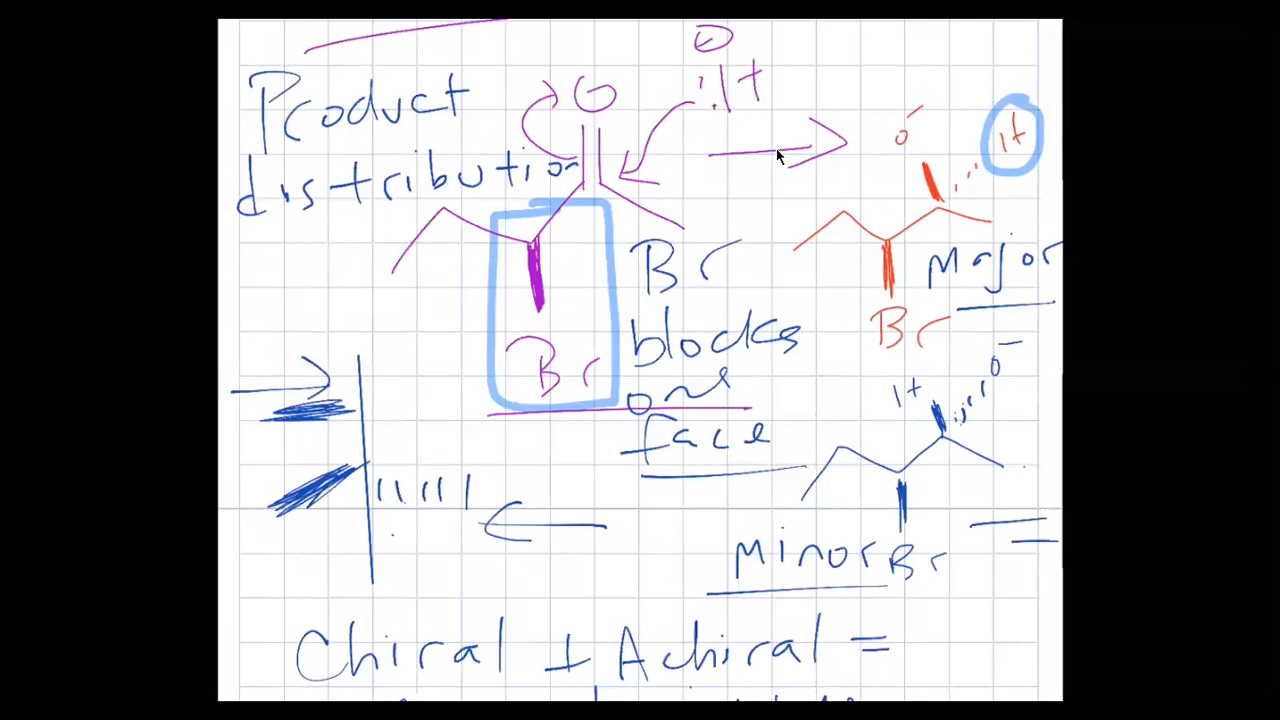 Product
distribution
O
⊖
:H
Br
Br
blocks
one
face
O⁻
H
Br
Major
H
O⁻
Br
Minor
Chiral + Achiral =